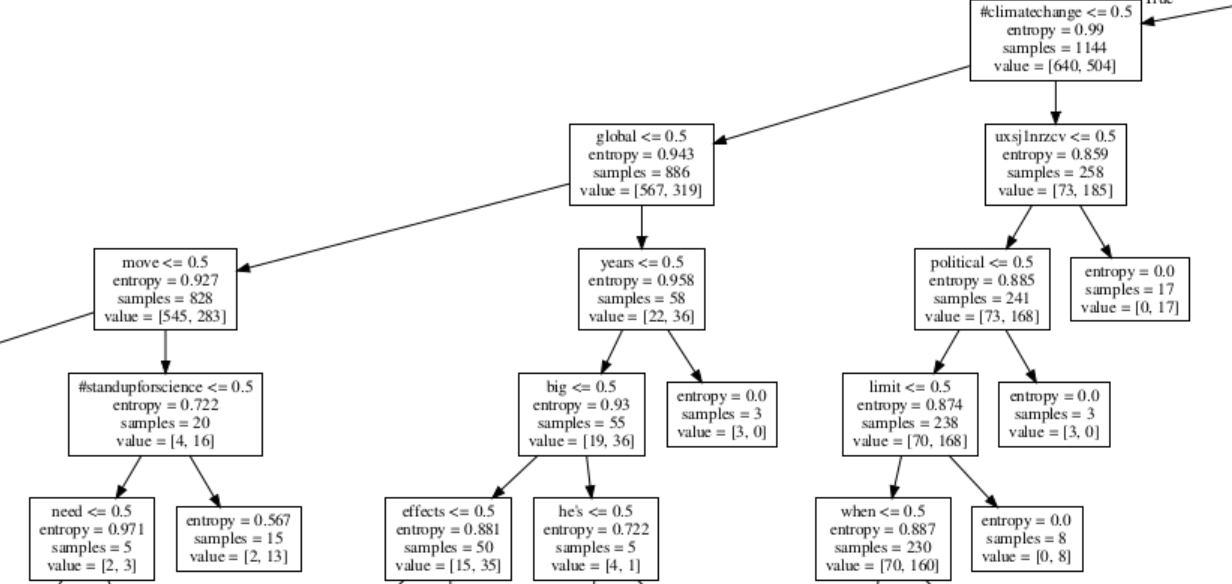 True
#climatechange <= 0.5
entropy = 0.99
samples = 1144
value = [640, 504]
global <= 0.5
entropy = 0.943
samples = 886
value = [567, 319]
uxsj1nrzcv <= 0.5
entropy = 0.859
samples = 258
value = [73, 185]
move <= 0.5
entropy = 0.927
samples = 828
value = [545, 283]
years <= 0.5
entropy = 0.958
samples = 58
value = [22, 36]
political <= 0.5
entropy = 0.885
samples = 241
value = [73, 168]
entropy = 0.0
samples = 17
value = [0, 17]
#standupforscience <= 0.5
entropy = 0.722
samples = 20
value = [4, 16]
big <= 0.5
entropy = 0.93
samples = 55
value = [19, 36]
entropy = 0.0
samples = 3
value = [3, 0]
limit <= 0.5
entropy = 0.874
samples = 238
value = [70, 168]
entropy = 0.0
samples = 3
value = [3, 0]
need <= 0.5
entropy = 0.971
samples = 5
value = [2, 3]
entropy = 0.567
samples = 15
value = [2, 13]
effects <= 0.5
entropy = 0.881
samples = 50
value = [15, 35]
he's <= 0.5
entropy = 0.722
samples = 5
value = [4, 1]
when <= 0.5
entropy = 0.887
samples = 230
value = [70, 160]
entropy = 0.0
samples = 8
value = [0, 8]